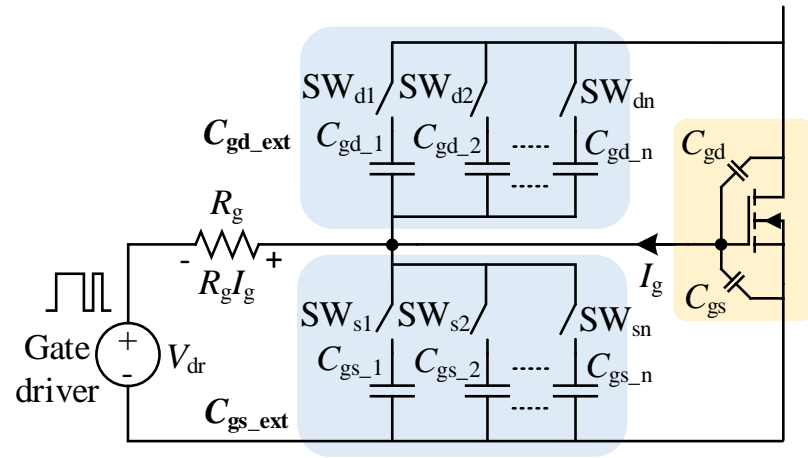 SWd1 SWd2 SWdn
Cgd_ext
Cgd_1 Cgd_2 ...... Cgd_n
......
Cgd
Rg
- +
RgIg
Ig
Cgs
SWs1 SWs2 SWsn
Gate
driver
+
-
Vdr
Cgs_1 Cgs_2 ...... Cgs_n
......
Cgs_ext